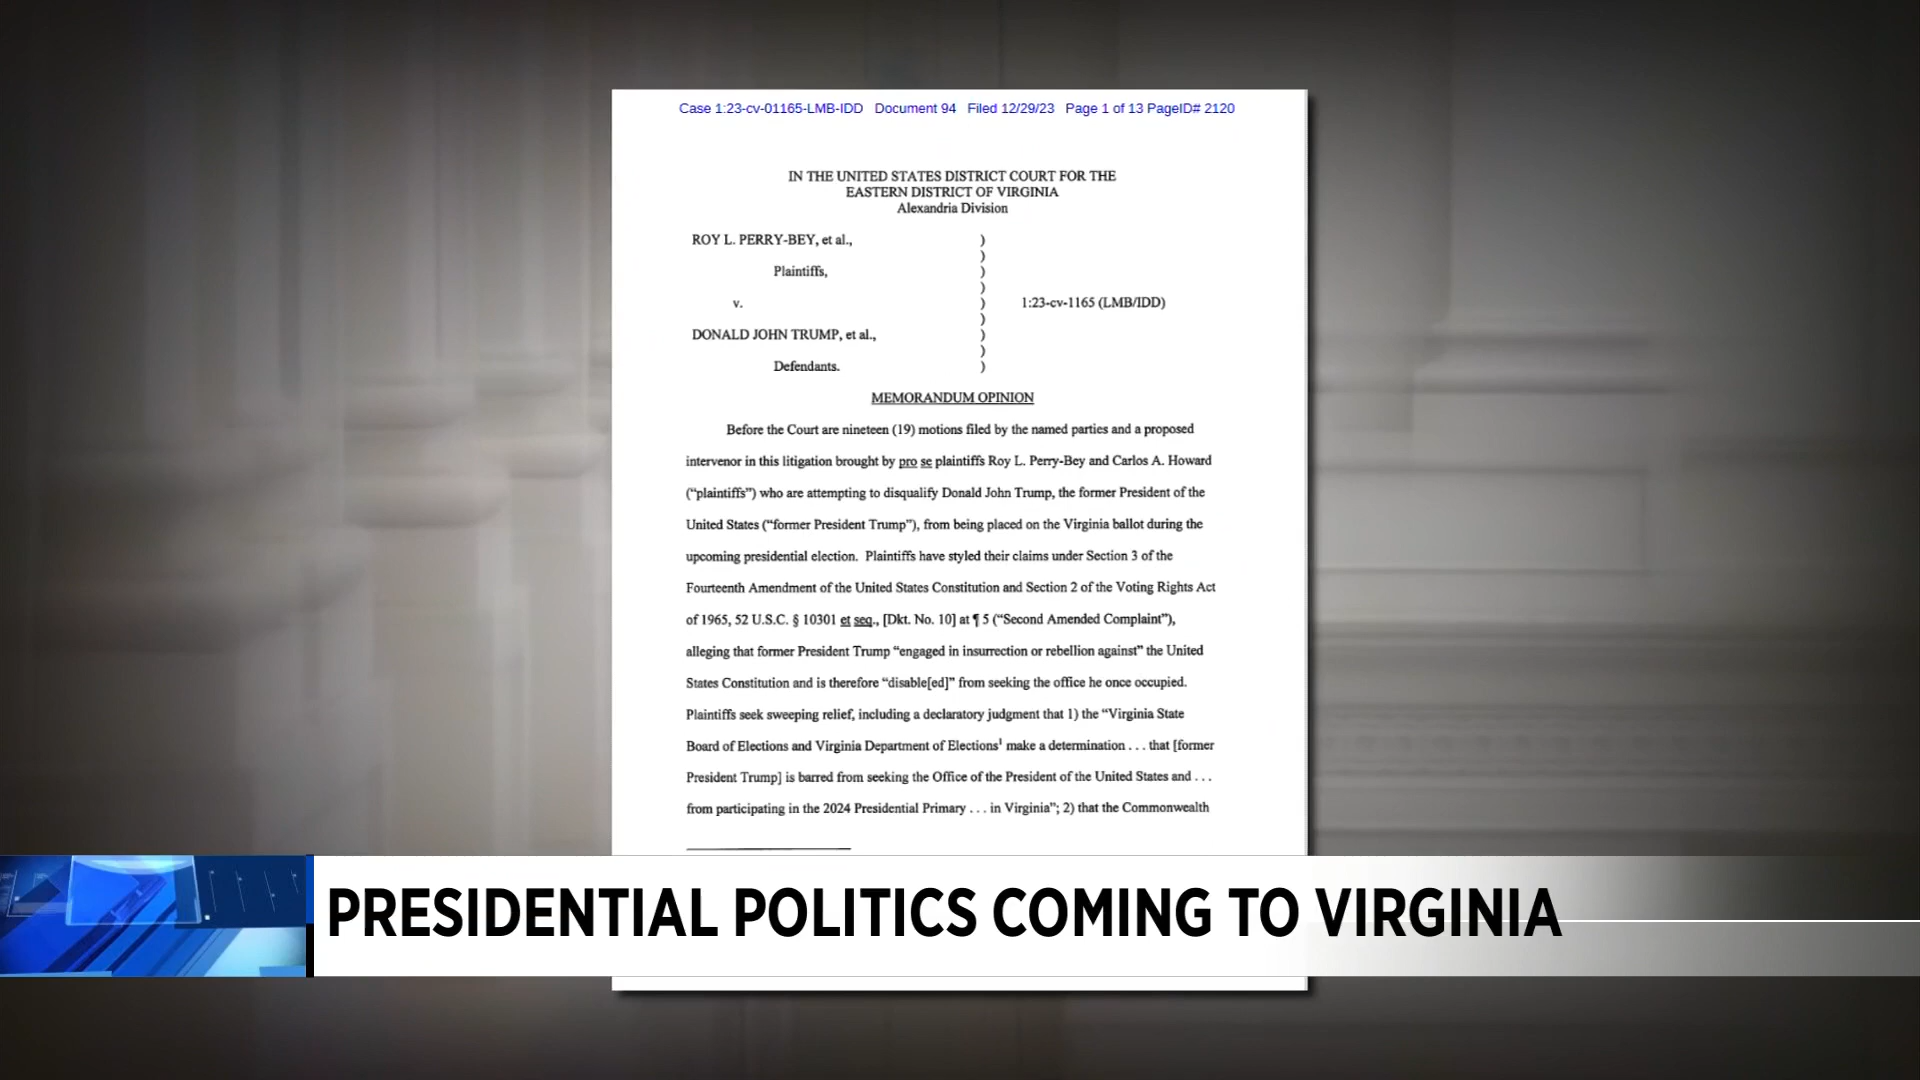 Case 1:23-cv-01165-LMB-IDD Document 94 Filed 12/29/23 Page 1 of 13 PageID# 2120
IN THE UNITED STATES DISTRICT COURT FOR THE
EASTERN DISTRICT OF VIRGINIA
Alexandria Division
ROY L. PERRY-BEY, et al., )
)
Plaintiffs, )
)
v. ) 1:23-cv-1165 (LMB/IDD)
)
DONALD JOHN TRUMP, et al., )
)
Defendants. )
MEMORANDUM OPINION
Before the Court are nineteen (19) motions filed by the named parties and a proposed
intervenor in this litigation brought by pro se plaintiffs Roy L. Perry-Bey and Carlos A. Howard
(“plaintiffs”) who are attempting to disqualify Donald John Trump, the former President of the
United States (“former President Trump”), from being placed on the Virginia ballot during the
upcoming presidential election. Plaintiffs have styled their claims under Section 3 of the
Fourteenth Amendment of the United States Constitution and Section 2 of the Voting Rights Act
of 1965, 52 U.S.C. § 10301 et seq., [Dkt. No. 10] at ¶ 5 (“Second Amended Complaint”),
alleging that former President Trump “engaged in insurrection or rebellion against” the United
States Constitution and is therefore “disable[ed]” from seeking the office he once occupied.
Plaintiffs seek sweeping relief, including a declaratory judgment that 1) the “Virginia State
Board of Elections and Virginia Department of Elections¹ make a determination . . . that [former
President Trump] is barred from seeking the Office of the President of the United States and . . .
from participating in the 2024 Presidential Primary . . . in Virginia”; 2) that the Commonwealth
PRESIDENTIAL POLITICS COMING TO VIRGINIA